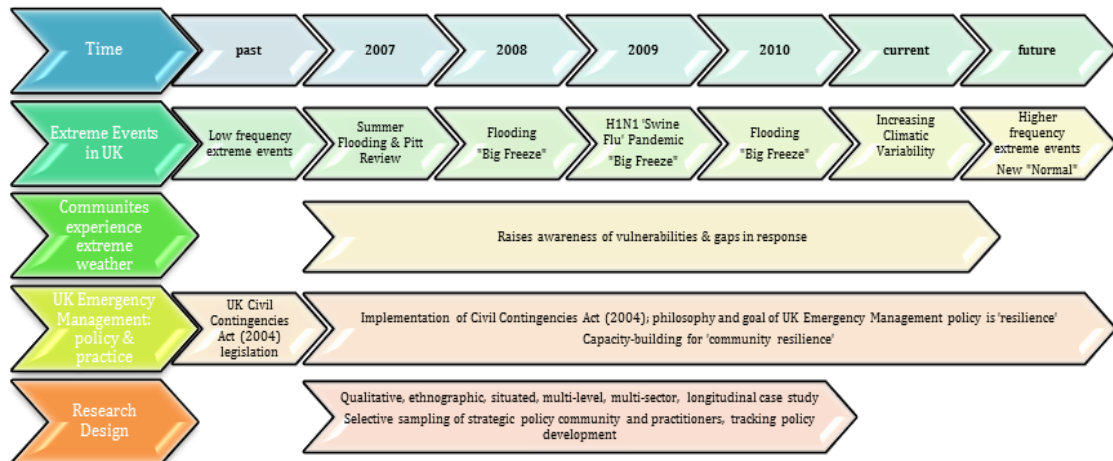 Time
past
2007
2008
2009
2010
current
future
Extreme Events
in UK
Low frequency
extreme events
Summer
Flooding & Pitt
Review
Flooding
"Big Freeze"
H1N1 'Swine
Flu' Pandemic
"Big Freeze"
Flooding
"Big Freeze"
Increasing
Climatic
Variability
Higher
frequency
extreme events
New "Normal"
Communites
experience
extreme
weather
Raises awareness of vulnerabilities & gaps in response
UK Emergency
Management:
policy &
practice
UK Civil
Contingencies
Act (2004)
legislation
Implementation of Civil Contingencies Act (2004); philosophy and goal of UK Emergency Management policy is 'resilience'
Capacity-building for 'community resilience'
Research
Design
Qualitative, ethnographic, situated, multi-level, multi-sector, longitudinal case study
Selective sampling of strategic policy community and practitioners, tracking policy
development